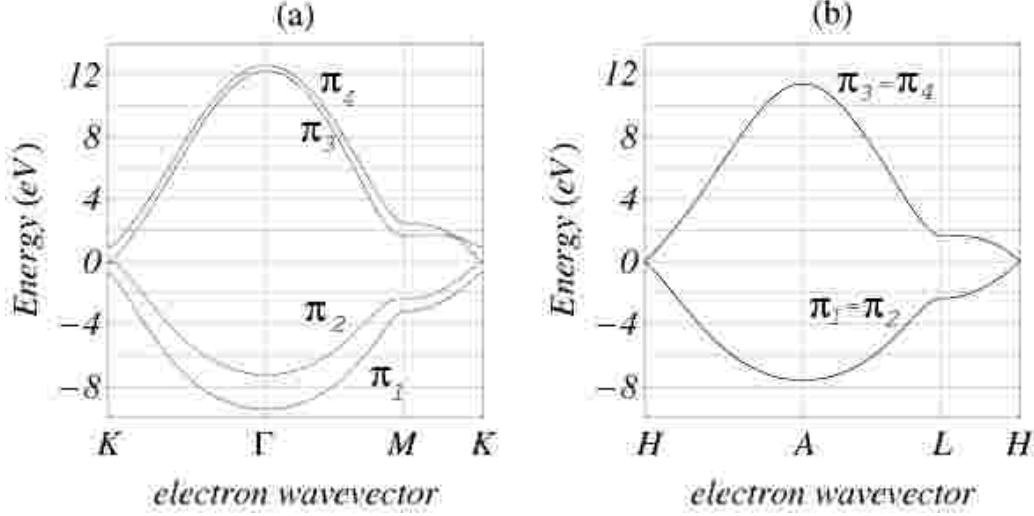 (a)
(b)
Energy (eV)
12
8
4
0
−4
−8
π4
π3
π2
π1
K Γ M K
electron wavevector
Energy (eV)
12
8
4
0
−4
−8
π3=π4
π1=π2
H A L H
electron wavevector